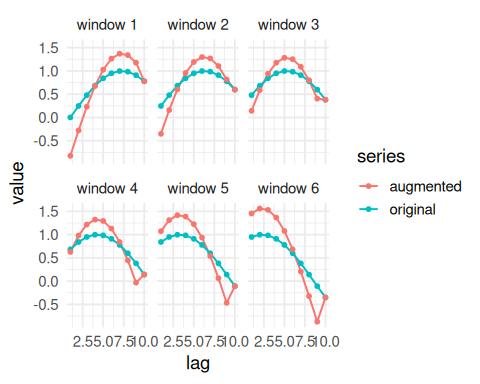 window 1 window 2 window 3
1.5
1.0
0.5
0.0
-0.5
window 4 window 5 window 6
1.5
1.0
0.5
0.0
-0.5
2.55.07.510.0 2.55.07.510.0 2.55.07.510.0
lag
value
series
augmented
original